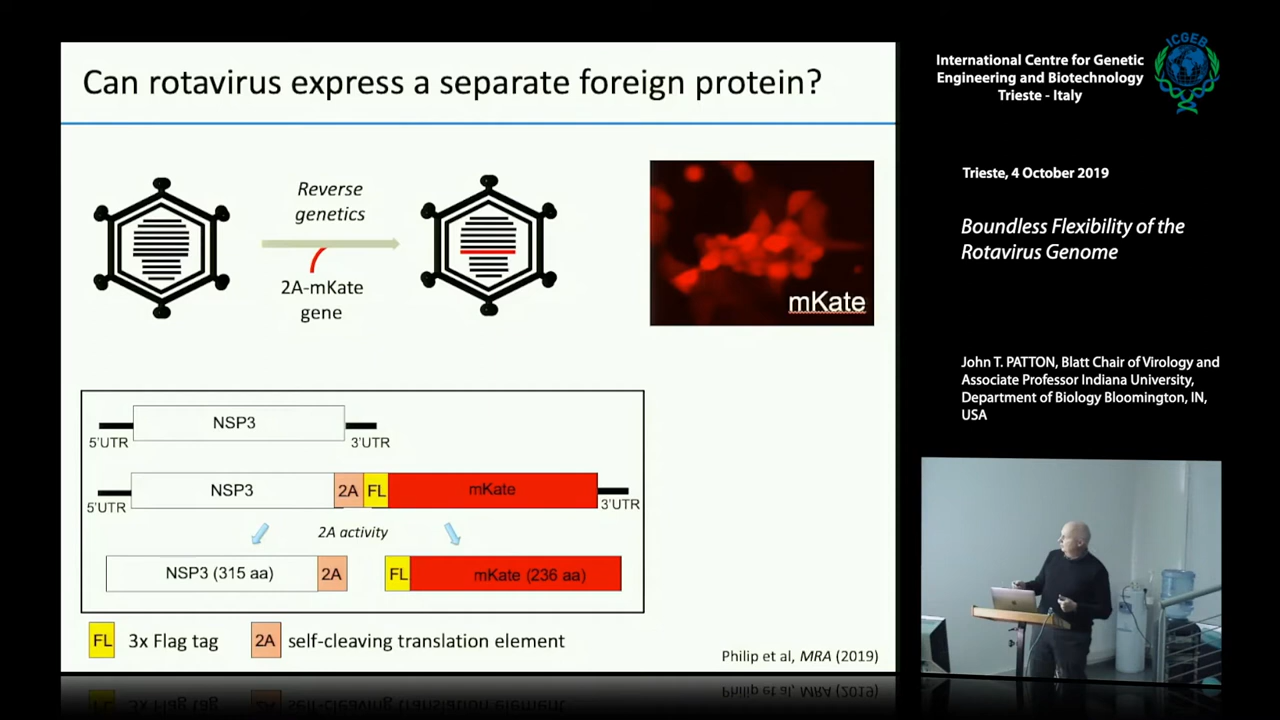 Can rotavirus express a separate foreign protein?
Reverse
genetics
2A-mKate
gene
mKate
NSP3
5'UTR
3'UTR
NSP3
2A
FL
mKate
5'UTR
3'UTR
2A activity
NSP3 (315 aa)
2A
FL
mKate (236 aa)
FL
3x Flag tag
2A
self-cleaving translation element
Philip et al, MRA (2019)
International Centre for Genetic
Engineering and Biotechnology
Trieste - Italy
ICGEB
Trieste, 4 October 2019
Boundless Flexibility of the
Rotavirus Genome
John T. PATTON, Blatt Chair of Virology and
Associate Professor Indiana University,
Department of Biology Bloomington, IN,
USA